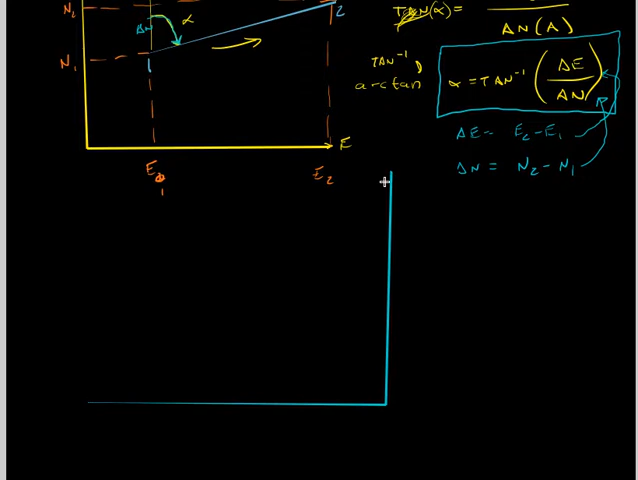 N₂
ΔN
α
2
TAN(α) =
AN(A)
N₁
1
TAN⁻¹,
arctan
α = TAN⁻¹ (ΔE / ΔN)
E
ΔE = E₂ - E₁
ΔN = N₂ - N₁
E₁
E₂